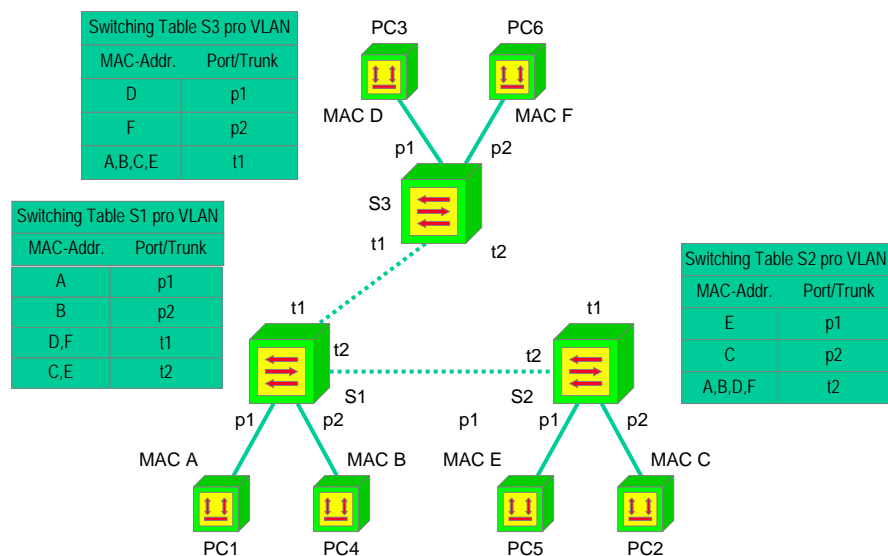 Switching Table S3 pro VLAN
MAC-Addr. Port/Trunk
D p1
F p2
A,B,C,E t1
PC3 PC6
MAC D MAC F
p1 p2
S3
t1 t2
Switching Table S1 pro VLAN
MAC-Addr. Port/Trunk
A p1
B p2
D,F t1
C,E t2
Switching Table S2 pro VLAN
MAC-Addr. Port/Trunk
E p1
C p2
A,B,D,F t2
t1 t1
t2 t2
S1 S2
p1 p2 p1 p1 p2
MAC A MAC B MAC E MAC C
PC1 PC4 PC5 PC2